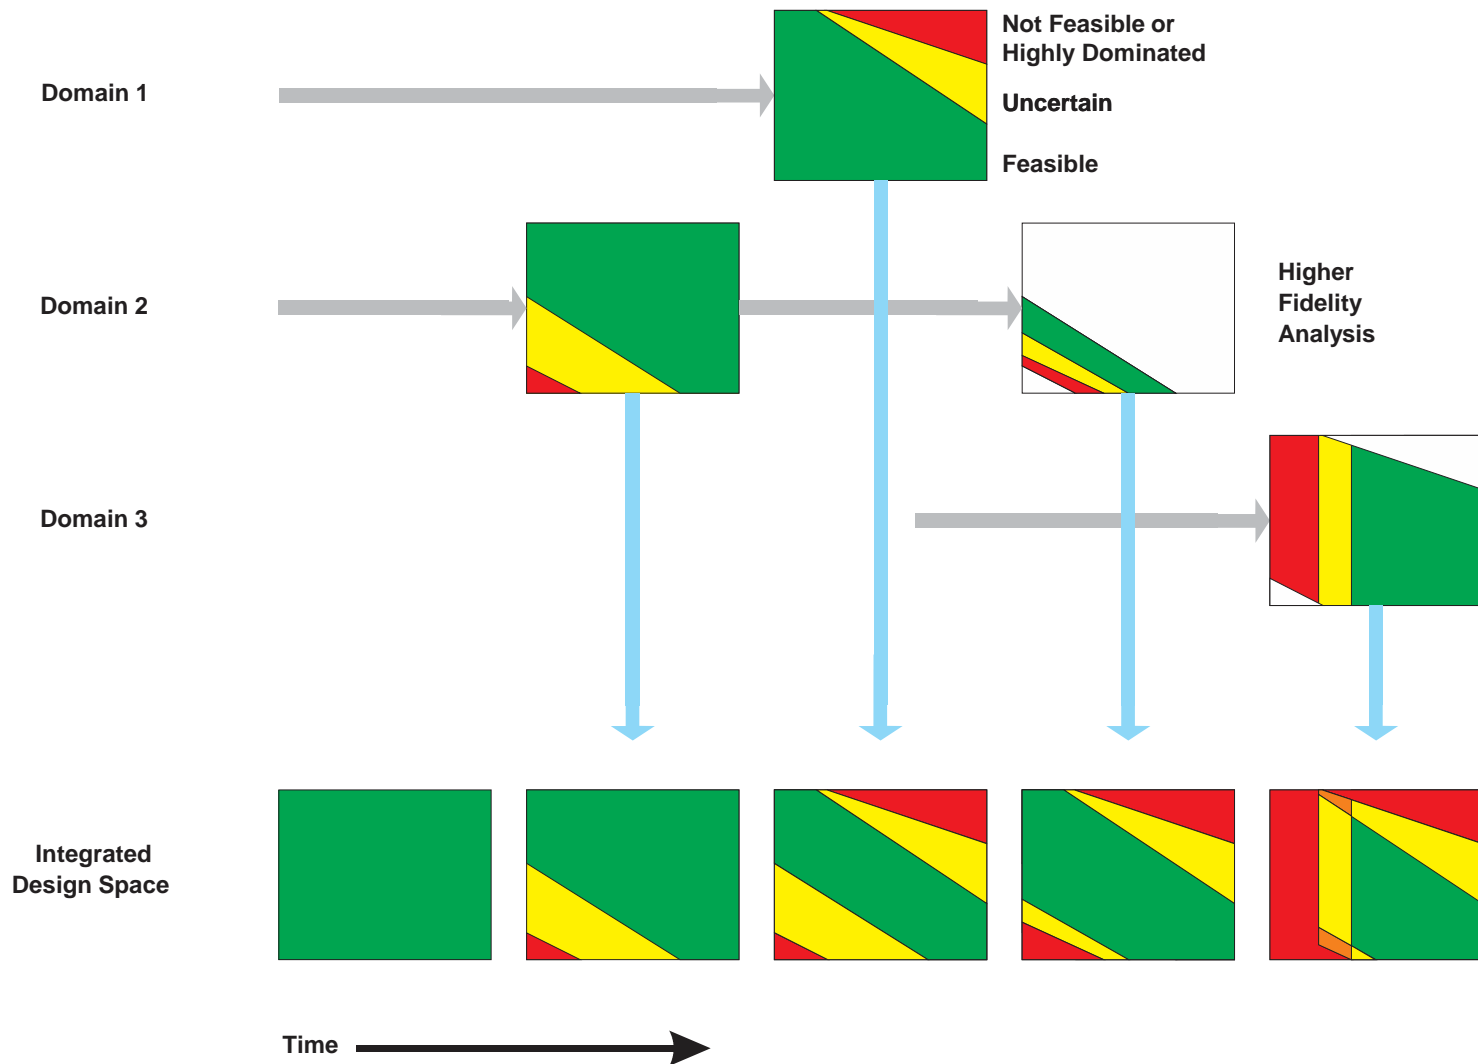 Not Feasible or
Highly Dominated
Domain 1
Uncertain
Feasible
Domain 2
Higher
Fidelity
Analysis
Domain 3
Integrated
Design Space
Time